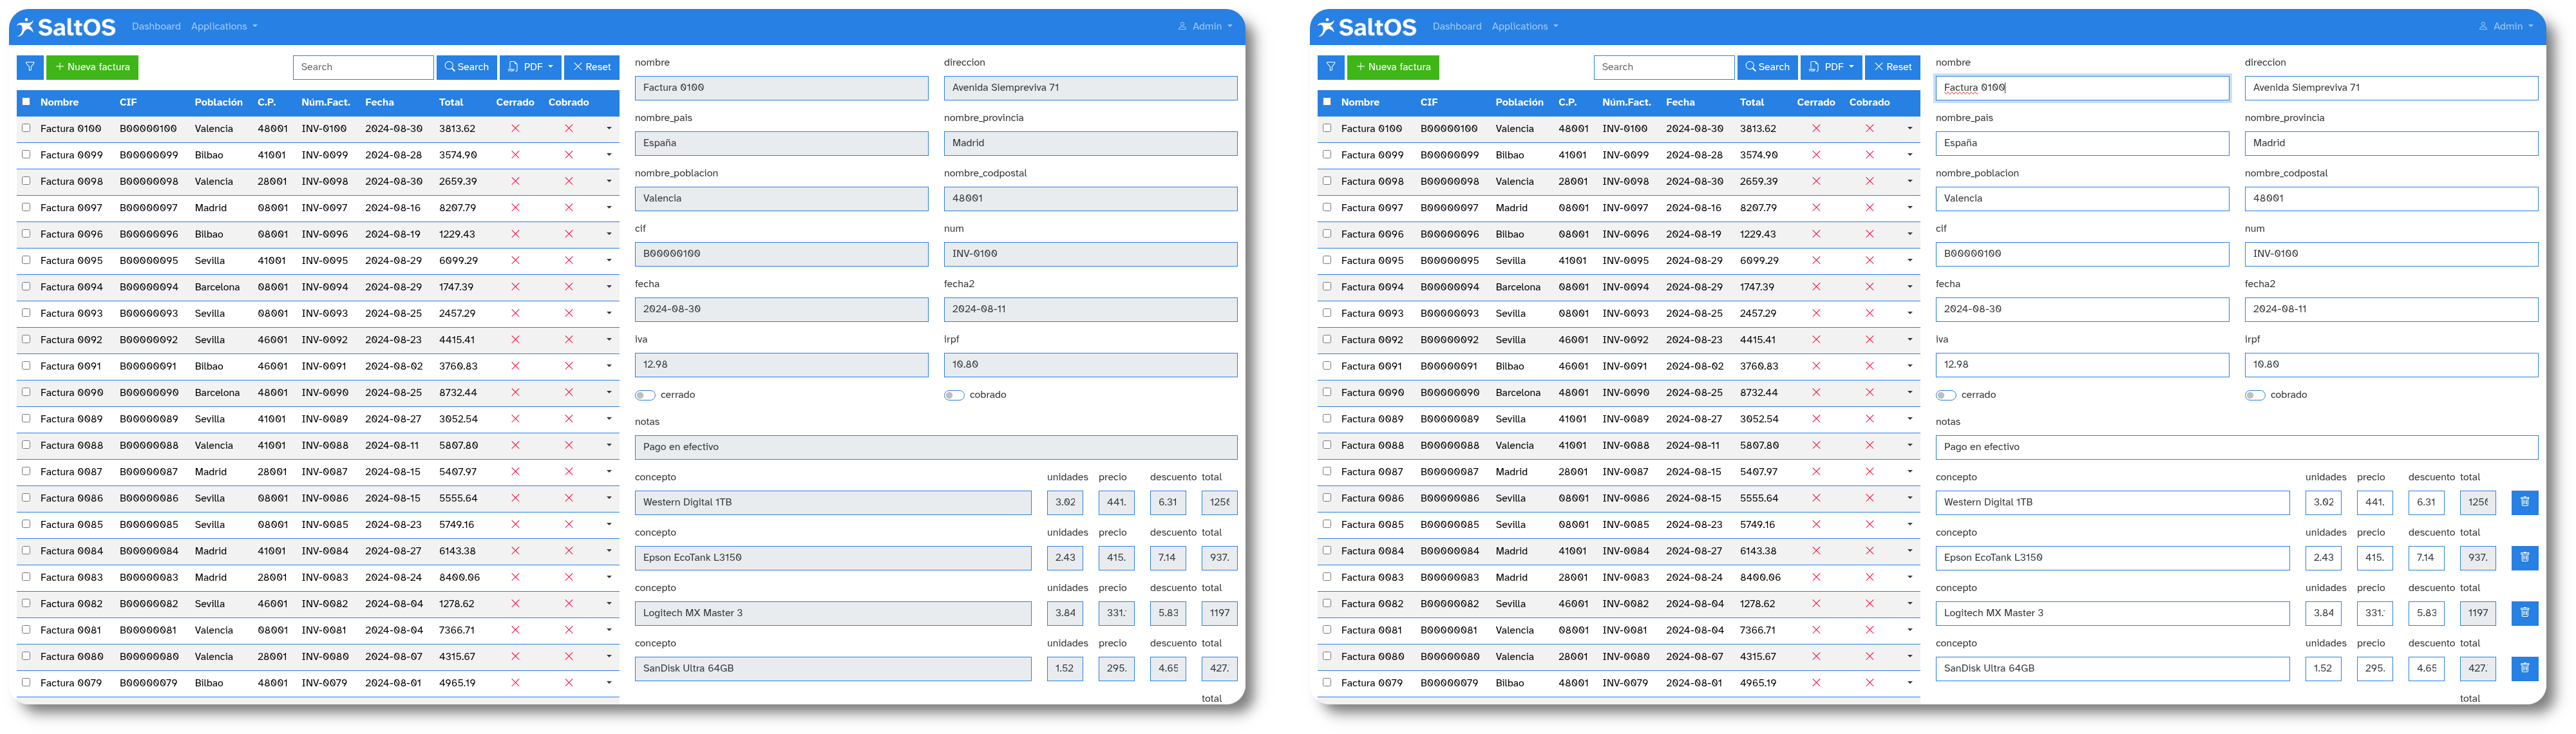 SaltOS Dashboard Applications Admin
Nueva factura Search Search PDF Reset
Nombre CIF Población C.P. Núm.Fact. Fecha Total Cerrado Cobrado
Factura 0100 B00000100 Valencia 48001 INV-0100 2024-08-30 3813.62
Factura 0099 B00000099 Bilbao 41001 INV-0099 2024-08-28 3574.90
Factura 0098 B00000098 Valencia 28001 INV-0098 2024-08-30 2659.39
Factura 0097 B00000097 Madrid 08001 INV-0097 2024-08-16 8207.79
Factura 0096 B00000096 Bilbao 08001 INV-0096 2024-08-19 1229.43
Factura 0095 B00000095 Sevilla 41001 INV-0095 2024-08-29 6099.29
Factura 0094 B00000094 Barcelona 08001 INV-0094 2024-08-29 1747.39
Factura 0093 B00000093 Sevilla 08001 INV-0093 2024-08-25 2457.29
Factura 0092 B00000092 Sevilla 46001 INV-0092 2024-08-23 4415.41
Factura 0091 B00000091 Bilbao 46001 INV-0091 2024-08-02 3760.83
Factura 0090 B00000090 Barcelona 48001 INV-0090 2024-08-25 8732.44
Factura 0089 B00000089 Sevilla 41001 INV-0089 2024-08-27 3052.54
Factura 0088 B00000088 Valencia 41001 INV-0088 2024-08-11 5807.80
Factura 0087 B00000087 Madrid 28001 INV-0087 2024-08-15 5407.97
Factura 0086 B00000086 Sevilla 08001 INV-0086 2024-08-15 5555.64
Factura 0085 B00000085 Sevilla 08001 INV-0085 2024-08-23 5749.16
Factura 0084 B00000084 Madrid 41001 INV-0084 2024-08-27 6143.38
Factura 0083 B00000083 Madrid 28001 INV-0083 2024-08-24 8400.06
Factura 0082 B00000082 Sevilla 46001 INV-0082 2024-08-04 1278.62
Factura 0081 B00000081 Valencia 08001 INV-0081 2024-08-04 7366.71
Factura 0080 B00000080 Valencia 28001 INV-0080 2024-08-07 4315.67
Factura 0079 B00000079 Bilbao 48001 INV-0079 2024-08-01 4965.19
nombre direccion
Factura 0100 Avenida Siempreviva 71
nombre_pais nombre_provincia
España Madrid
nombre_poblacion nombre_codpostal
Valencia 48001
cif num
B00000100 INV-0100
fecha fecha2
2024-08-30 2024-08-11
iva irpf
12.98 10.80
cerrado cobrado
notas
Pago en efectivo
concepto unidades precio descuento total
Western Digital 1TB 3.02 441. 6.31 1256
concepto unidades precio descuento total
Epson EcoTank L3150 2.43 415. 7.14 937.
concepto unidades precio descuento total
Logitech MX Master 3 3.84 331. 5.83 1197
concepto unidades precio descuento total
SanDisk Ultra 64GB 1.52 295. 4.65 427.
total
SaltOS Dashboard Applications Admin
Nueva factura Search Search PDF Reset
Nombre CIF Población C.P. Núm.Fact. Fecha Total Cerrado Cobrado
Factura 0100 B00000100 Valencia 48001 INV-0100 2024-08-30 3813.62
Factura 0099 B00000099 Bilbao 41001 INV-0099 2024-08-28 3574.90
Factura 0098 B00000098 Valencia 28001 INV-0098 2024-08-30 2659.39
Factura 0097 B00000097 Madrid 08001 INV-0097 2024-08-16 8207.79
Factura 0096 B00000096 Bilbao 08001 INV-0096 2024-08-19 1229.43
Factura 0095 B00000095 Sevilla 41001 INV-0095 2024-08-29 6099.29
Factura 0094 B00000094 Barcelona 08001 INV-0094 2024-08-29 1747.39
Factura 0093 B00000093 Sevilla 08001 INV-0093 2024-08-25 2457.29
Factura 0092 B00000092 Sevilla 46001 INV-0092 2024-08-23 4415.41
Factura 0091 B00000091 Bilbao 46001 INV-0091 2024-08-02 3760.83
Factura 0090 B00000090 Barcelona 48001 INV-0090 2024-08-25 8732.44
Factura 0089 B00000089 Sevilla 41001 INV-0089 2024-08-27 3052.54
Factura 0088 B00000088 Valencia 41001 INV-0088 2024-08-11 5807.80
Factura 0087 B00000087 Madrid 28001 INV-0087 2024-08-15 5407.97
Factura 0086 B00000086 Sevilla 08001 INV-0086 2024-08-15 5555.64
Factura 0085 B00000085 Sevilla 08001 INV-0085 2024-08-23 5749.16
Factura 0084 B00000084 Madrid 41001 INV-0084 2024-08-27 6143.38
Factura 0083 B00000083 Madrid 28001 INV-0083 2024-08-24 8400.06
Factura 0082 B00000082 Sevilla 46001 INV-0082 2024-08-04 1278.62
Factura 0081 B00000081 Valencia 08001 INV-0081 2024-08-04 7366.71
Factura 0080 B00000080 Valencia 28001 INV-0080 2024-08-07 4315.67
Factura 0079 B00000079 Bilbao 48001 INV-0079 2024-08-01 4965.19
nombre direccion
Factura 0100 Avenida Siempreviva 71
nombre_pais nombre_provincia
España Madrid
nombre_poblacion nombre_codpostal
Valencia 48001
cif num
B00000100 INV-0100
fecha fecha2
2024-08-30 2024-08-11
iva irpf
12.98 10.80
cerrado cobrado
notas
Pago en efectivo
concepto unidades precio descuento total
Western Digital 1TB 3.02 441. 6.31 1256
concepto unidades precio descuento total
Epson EcoTank L3150 2.43 415. 7.14 937.
concepto unidades precio descuento total
Logitech MX Master 3 3.84 331. 5.83 1197
concepto unidades precio descuento total
SanDisk Ultra 64GB 1.52 295. 4.65 427.
total